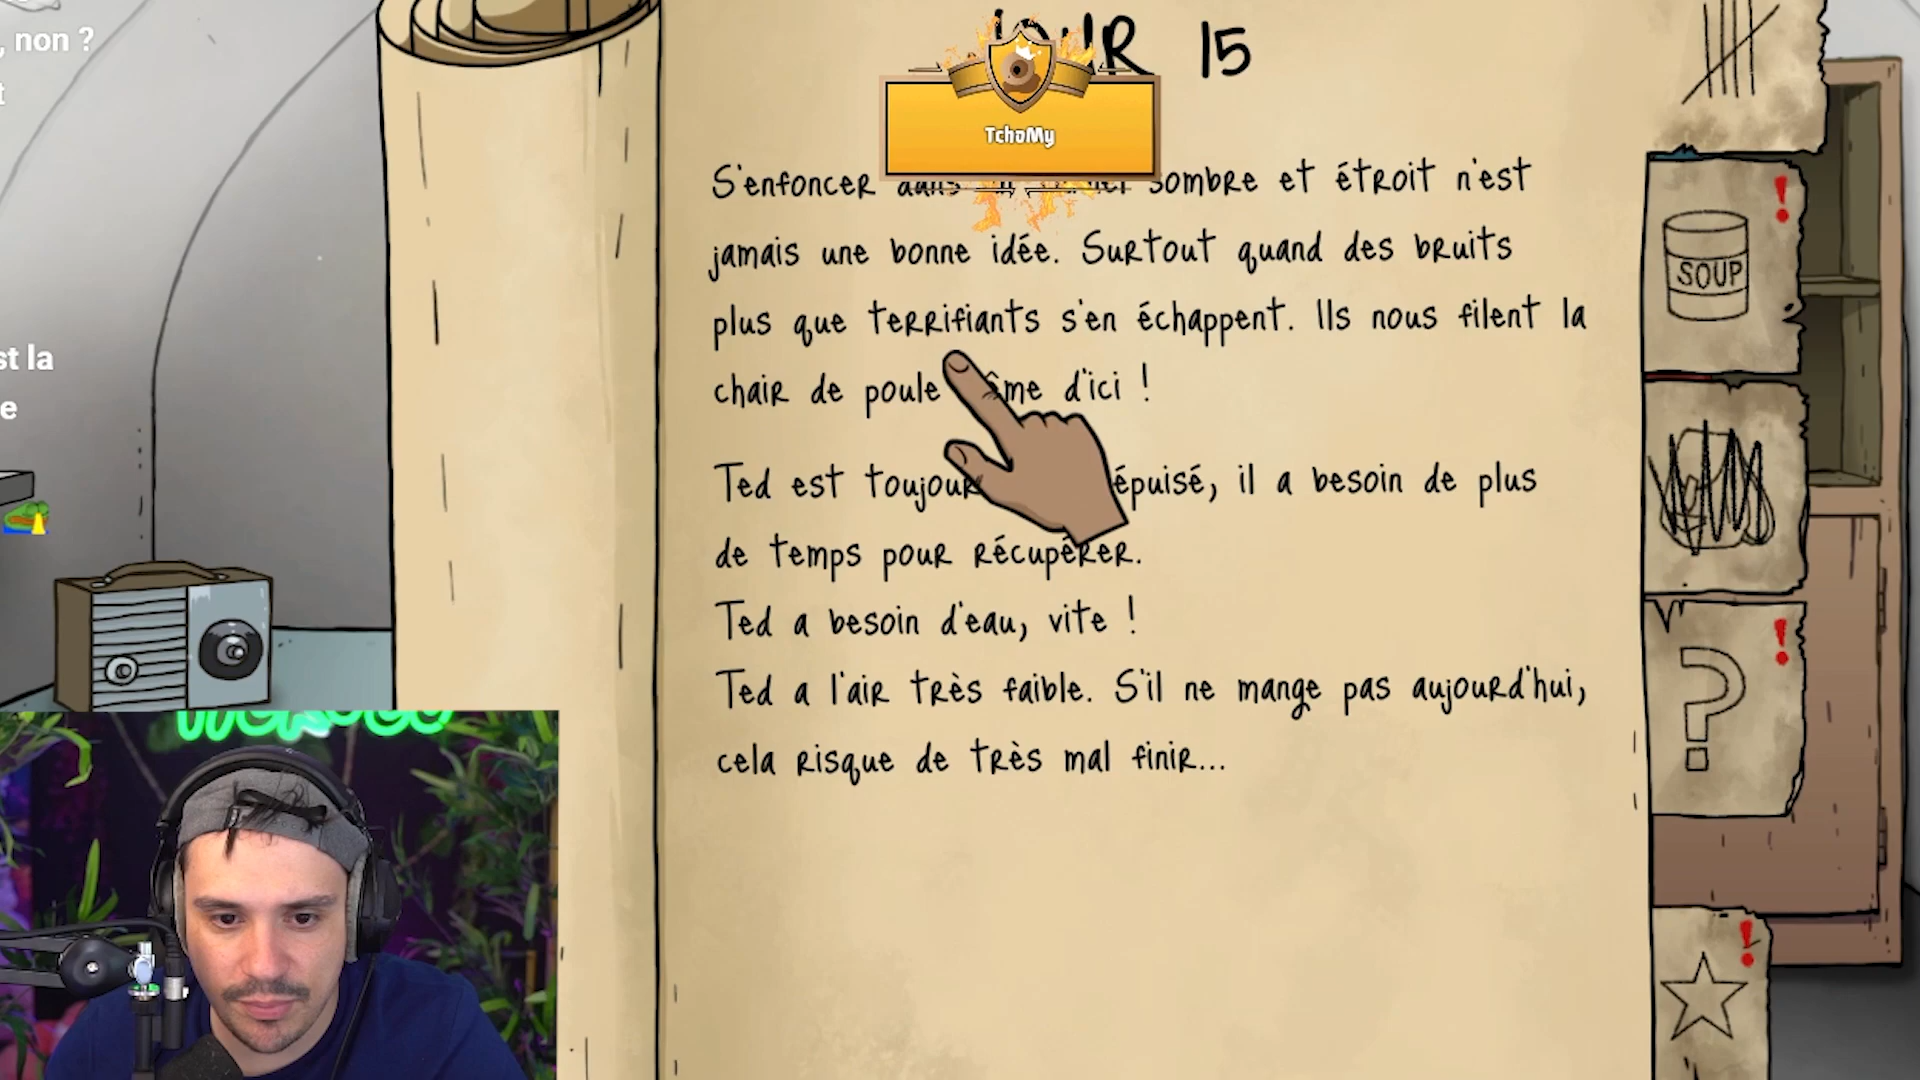 , non ?
t
st la
e
JOUR 15
TchoMy
S'enfoncer dans sombre et étroit n'est
jamais une bonne idée. Surtout quand des bruits
plus que terrifiants s'en échappent. Ils nous filent la
chair de poule d'ici !
Ted est toujours épuisé, il a besoin de plus
de temps pour récupérer.
Ted a besoin d'eau, vite !
Ted a l'air très faible. S'il ne mange pas aujourd'hui,
cela risque de très mal finir...
!
SOUP
!
?
!